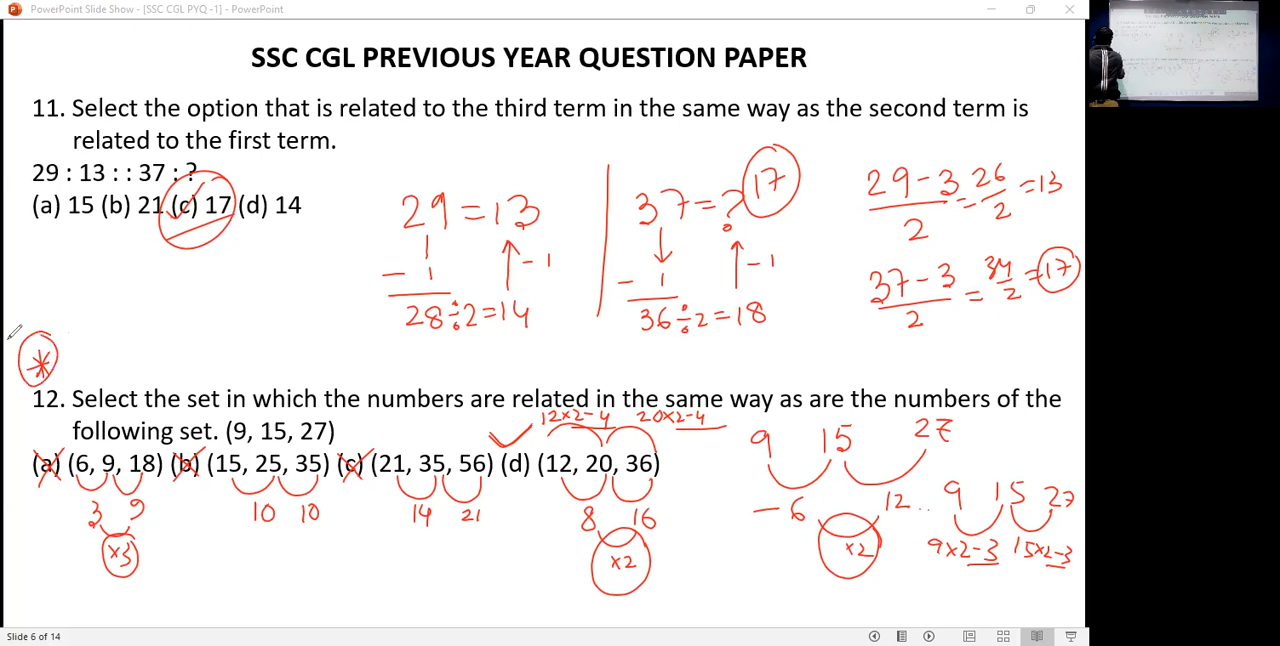 PowerPoint Slide Show - [SSC CGL PYQ -1] - PowerPoint
SSC CGL PREVIOUS YEAR QUESTION PAPER
11. Select the option that is related to the third term in the same way as the second term is
related to the first term.
29 : 13 : : 37 : ?
(a) 15 (b) 21 (c) 17 (d) 14
29 = 13
- 1
- 1
28 ÷ 2 = 14
37 = ? 17
- 1
- 1
36 ÷ 2 = 18
29 - 3 / 2 = 26 / 2 = 13
37 - 3 / 2 = 34 / 2 = 17
*
12. Select the set in which the numbers are related in the same way as are the numbers of the
following set. (9, 15, 27)
12×2-4 20×2-4
(a) (6, 9, 18) (b) (15, 25, 35) (c) (21, 35, 56) (d) (12, 20, 36)
3 9
×3
10 10
14 21
8 16
×2
9 15 27
- 6 12
×2
9 15 27
9×2-3 15×2-3
Slide 6 of 14